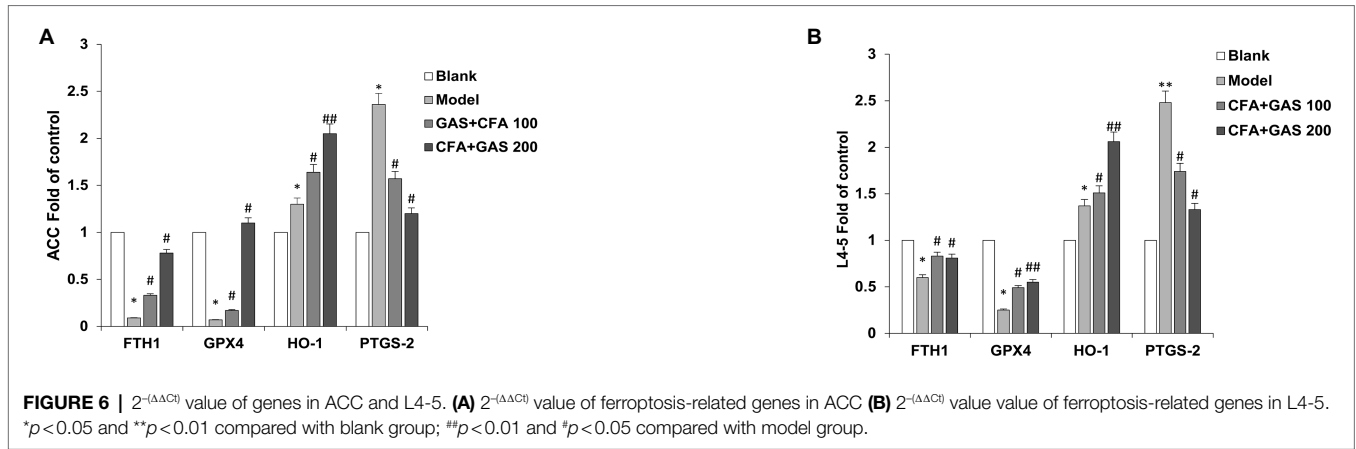 A
ACC Fold of control
3
2.5
2
1.5
1
0.5
0
* # #
* # #
* # ##
* # #
FTH1 GPX4 HO-1 PTGS-2
Blank
Model
GAS+CFA 100
CFA+GAS 200
B
L4-5 Fold of control
3
2.5
2
1.5
1
0.5
0
* # #
* # ##
* # ##
** # #
FTH1 GPX4 HO-1 PTGS-2
Blank
Model
CFA+GAS 100
CFA+GAS 200
FIGURE 6 | 2–(ΔΔCt) value of genes in ACC and L4-5. (A) 2–(ΔΔCt) value of ferroptosis-related genes in ACC (B) 2–(ΔΔCt) value value of ferroptosis-related genes in L4-5.
*p<0.05 and **p<0.01 compared with blank group; ##p<0.01 and #p<0.05 compared with model group.